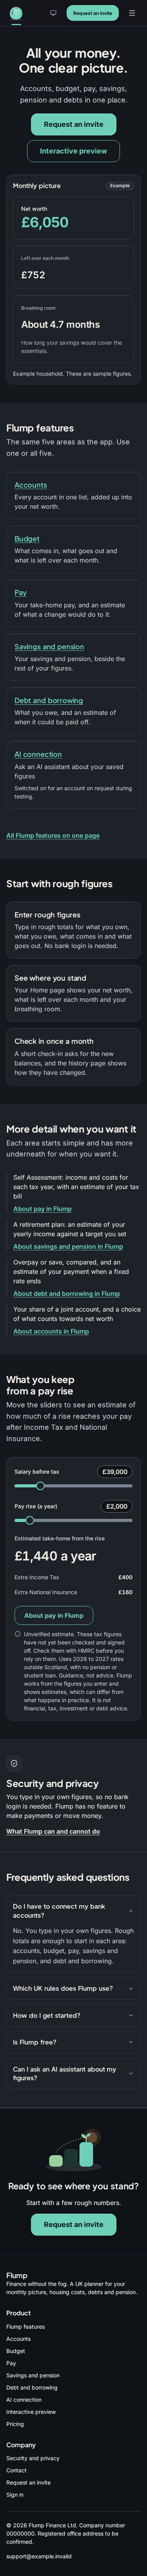 Request an invite
All your money.
One clear picture.
Accounts, budget, pay, savings,
pension and debts in one place.
Request an invite
Interactive preview
Monthly picture
Example
Net worth
£6,050
Left over each month
£752
Breathing room
About 4.7 months
How long your savings would cover the
essentials.
Example household. These are sample figures.
Flump features
The same five areas as the app. Use
one or all five.
Accounts
Every account in one list, added up into
your net worth.
Budget
What comes in, what goes out and
what is left over each month.
Pay
Your take-home pay, and an estimate
of what a change would do to it.
Savings and pension
Your savings and pension, beside the
rest of your figures.
Debt and borrowing
What you owe, and an estimate of
when it could be paid off.
AI connection
Ask an AI assistant about your saved
figures
Switched on for an account on request during
testing.
All Flump features on one page
Start with rough figures
Enter rough figures
Type in rough totals for what you own,
what you owe, what comes in and what
goes out. No bank login is needed.
See where you stand
Your Home page shows your net worth,
what is left over each month and your
breathing room.
Check in once a month
A short check-in asks for the new
balances, and the history page shows
how they have changed.
More detail when you want it
Each area starts simple and has more
underneath for when you want it.
Self Assessment: income and costs for
each tax year, with an estimate of your tax
bill
About pay in Flump
A retirement plan: an estimate of your
yearly income against a target you set
About savings and pension in Flump
Overpay or save, compared, and an
estimate of your payment when a fixed
rate ends
About debt and borrowing in Flump
Your share of a joint account, and a choice
of what counts towards net worth
About accounts in Flump
What you keep
from a pay rise
Move the sliders to see an estimate of
how much of a rise reaches your pay
after Income Tax and National
Insurance.
Salary before tax
£39,000
Pay rise (a year)
£2,000
Estimated take-home from the rise
£1,440 a year
Extra Income Tax
£400
Extra National Insurance
£160
About pay in Flump
Unverified estimate. These tax figures
have not yet been checked and signed
off. Check them with HMRC before you
rely on them. Uses 2026 to 2027 rates
outside Scotland, with no pension or
student loan. Guidance, not advice. Flump
works from the figures you enter and
shows estimates, which can differ from
what happens in practice. It is not
financial, tax, investment or debt advice.
Security and privacy
You type in your own figures, so no bank
login is needed. Flump has no feature to
make payments or move money.
What Flump can and cannot do
Frequently asked questions
Do I have to connect my bank
accounts?
No. You type in your own figures. Rough
totals are enough to start in each area:
accounts, budget, pay, savings and
pension, and debt and borrowing.
Which UK rules does Flump use?
How do I get started?
Is Flump free?
Can I ask an AI assistant about my
figures?
Ready to see where you stand?
Start with a few rough numbers.
Request an invite
Flump
Finance without the fog. A UK planner for your
monthly picture, housing costs, debts and pension.
Product
Flump features
Accounts
Budget
Pay
Savings and pension
Debt and borrowing
AI connection
Interactive preview
Pricing
Company
Security and privacy
Contact
Request an invite
Sign in
© 2026 Flump Finance Ltd. Company number
00000000. Registered office address to be
confirmed.
support@example.invalid